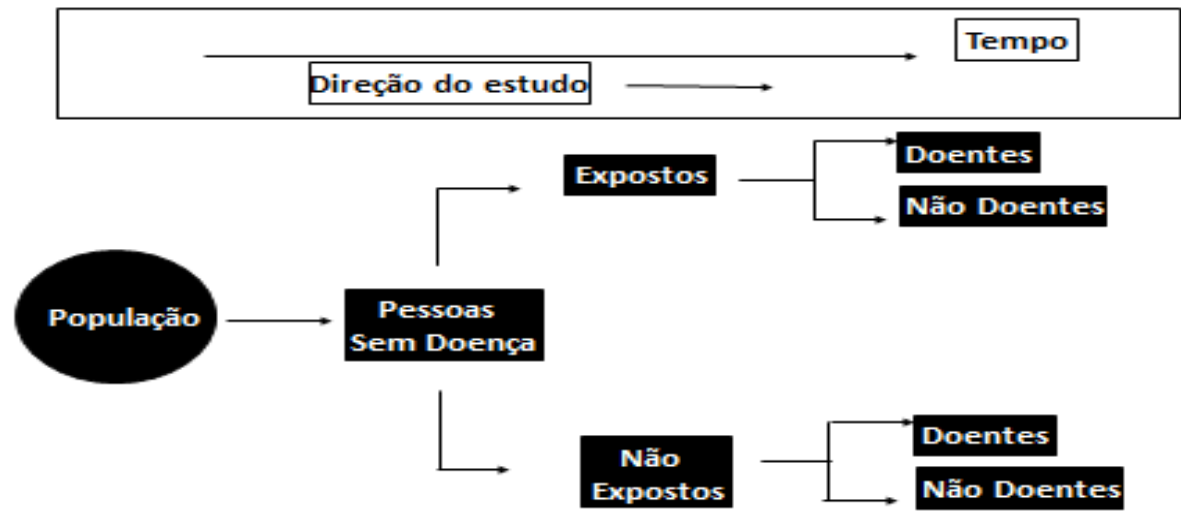 Tempo
Direção do estudo
Expostos
Doentes
Não Doentes
População
Pessoas
Sem Doença
Não
Expostos
Doentes
Não Doentes